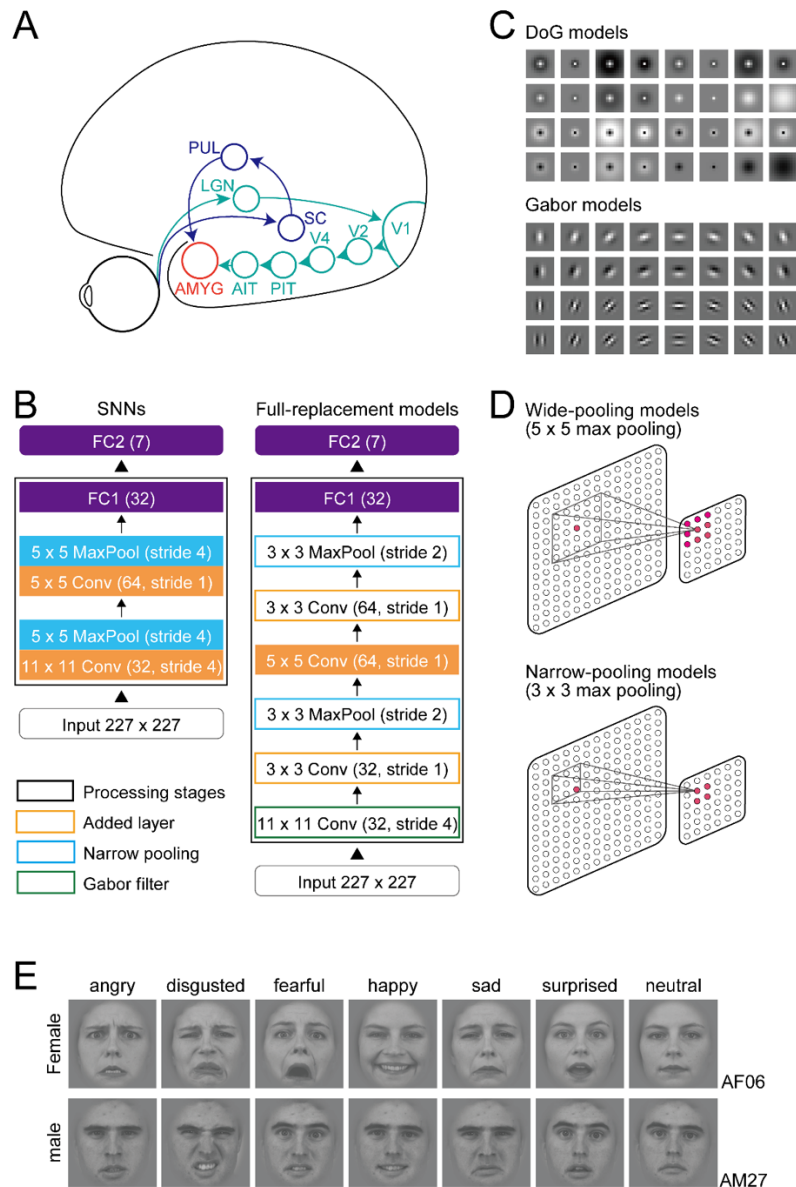 A
PUL
LGN
SC
V1
V2
V4
AMYG
AIT
PIT
C
DoG models
Gabor models
B
SNNs
FC2 (7)
FC1 (32)
5 x 5 MaxPool (stride 4)
5 x 5 Conv (64, stride 1)
5 x 5 MaxPool (stride 4)
11 x 11 Conv (32, stride 4)
Input 227 x 227
Full-replacement models
FC2 (7)
FC1 (32)
3 x 3 MaxPool (stride 2)
3 x 3 Conv (64, stride 1)
5 x 5 Conv (64, stride 1)
3 x 3 MaxPool (stride 2)
3 x 3 Conv (32, stride 1)
11 x 11 Conv (32, stride 4)
Input 227 x 227
Processing stages
Added layer
Narrow pooling
Gabor filter
D
Wide-pooling models
(5 x 5 max pooling)
Narrow-pooling models
(3 x 3 max pooling)
E
angry disgusted fearful happy sad surprised neutral
Female
AF06
male
AM27